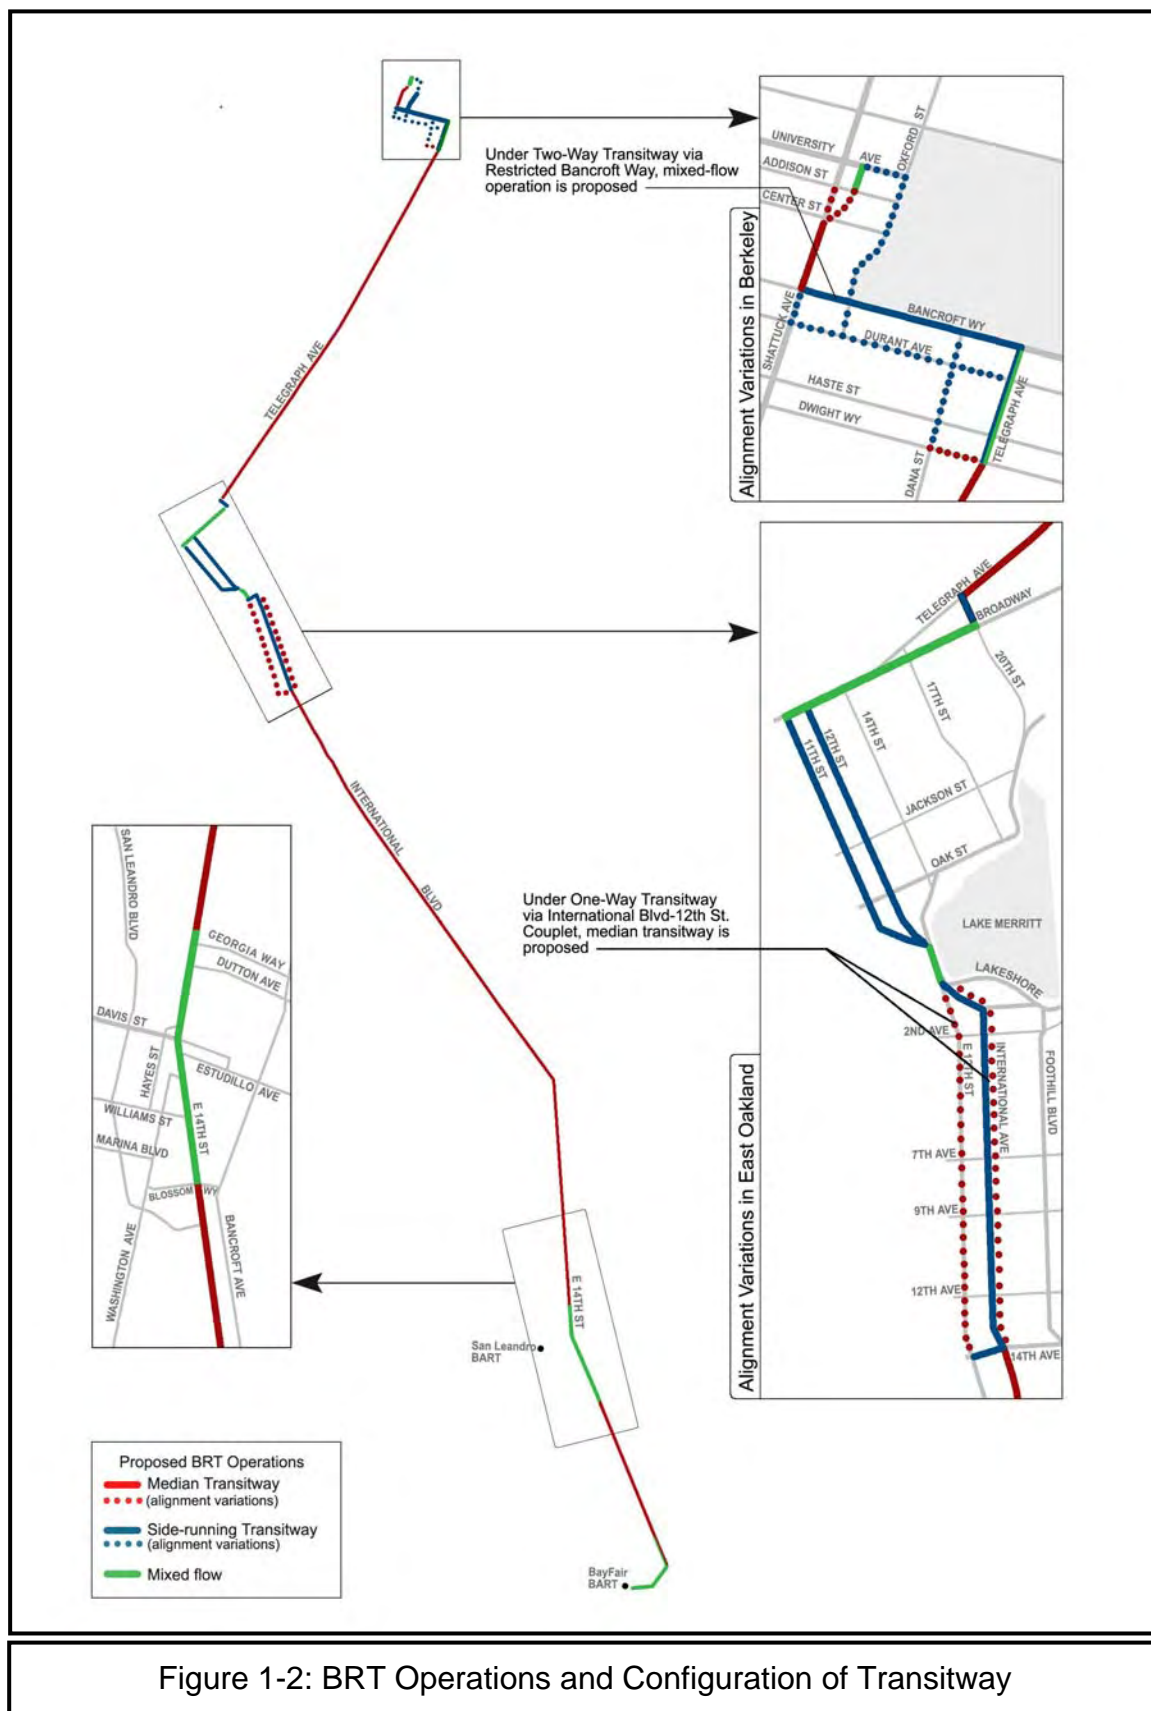 Under Two-Way Transitway via
Restricted Bancroft Way, mixed-flow
operation is proposed
Alignment Variations in Berkeley
UNIVERSITY
AVE
OXFORD ST
ADDISON ST
CENTER ST
SHATTUCK AVE
BANCROFT WY
DURANT AVE
HASTE ST
DWIGHT WY
DANA ST
TELEGRAPH AVE
TELEGRAPH AVE
Alignment Variations in East Oakland
TELEGRAPH AVE
BROADWAY
20TH ST
17TH ST
14TH ST
12TH ST
11TH ST
JACKSON ST
OAK ST
LAKE MERRITT
LAKESHORE
2ND AVE
E 12TH ST
INTERNATIONAL AVE
FOOTHILL BLVD
7TH AVE
9TH AVE
12TH AVE
14TH AVE
Under One-Way Transitway
via International Blvd-12th St.
Couplet, median transitway is
proposed
INTERNATIONAL
BLVD
SAN LEANDRO BLVD
GEORGIA WAY
DUTTON AVE
DAVIS ST
HAYES ST
ESTUDILLO AVE
WILLIAMS ST
E 14TH ST
MARINA BLVD
BLOSSOM WY
WASHINGTON AVE
BANCROFT AVE
E 14TH ST
San Leandro
BART
BayFair
BART
Proposed BRT Operations
Median Transitway
(alignment variations)
Side-running Transitway
(alignment variations)
Mixed flow
Figure 1-2: BRT Operations and Configuration of Transitway